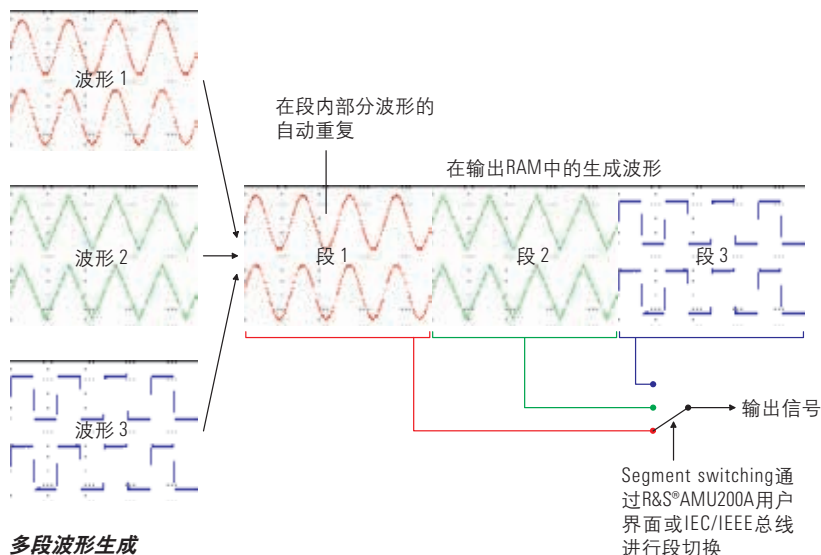 波形 1
在段内部分波形的
自动重复
在输出RAM中的生成波形
波形 2
段 1
段 2
段 3
波形 3
输出信号
Segment switching通
过R&S®AMU200A用户
界面或IEC/IEEE总线
进行段切换
多段波形生成